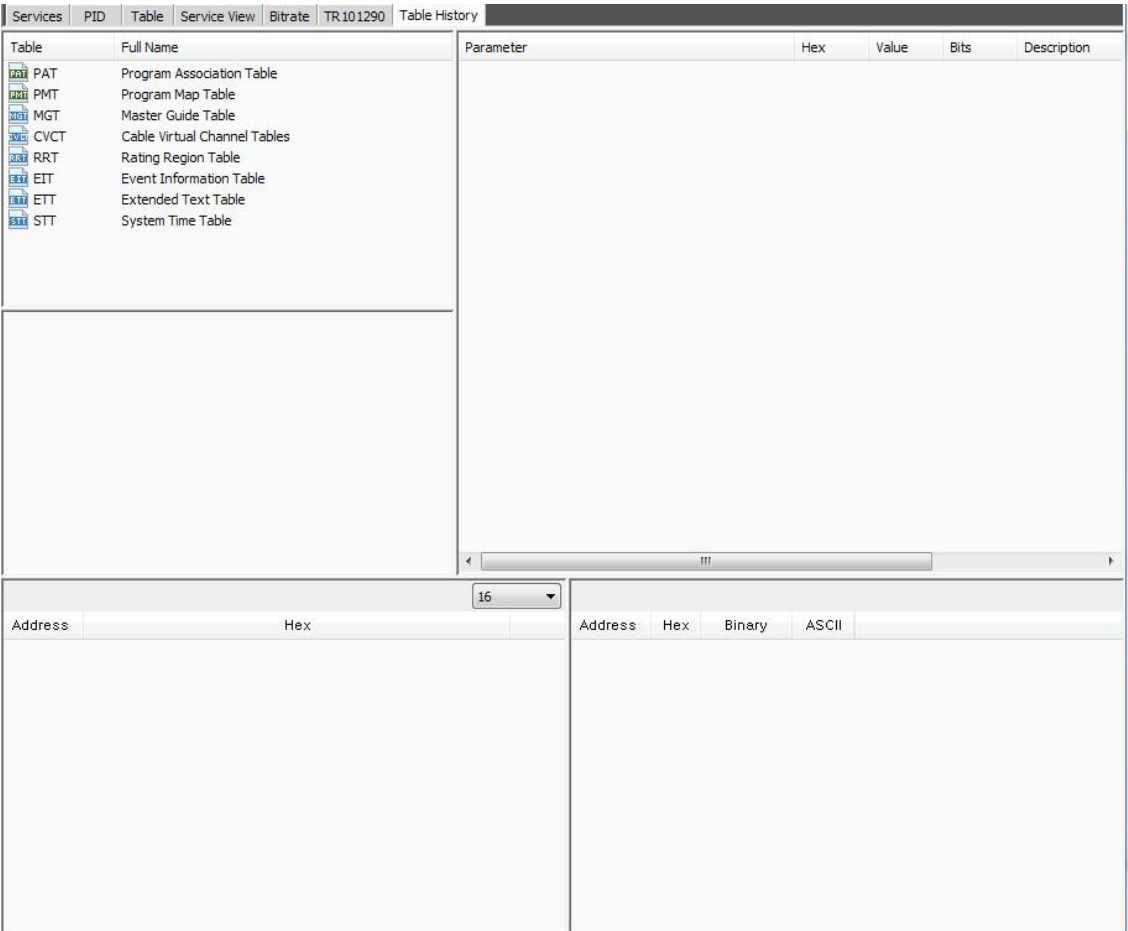 Services PID Table Service View Bitrate TR101290 Table History
Table Full Name
PAT PAT Program Association Table
PMT PMT Program Map Table
MGT MGT Master Guide Table
CVCT CVCT Cable Virtual Channel Tables
RRT RRT Rating Region Table
EIT EIT Event Information Table
ETT ETT Extended Text Table
STT STT System Time Table
Parameter Hex Value Bits Description
16
Address Hex
Address Hex Binary ASCII